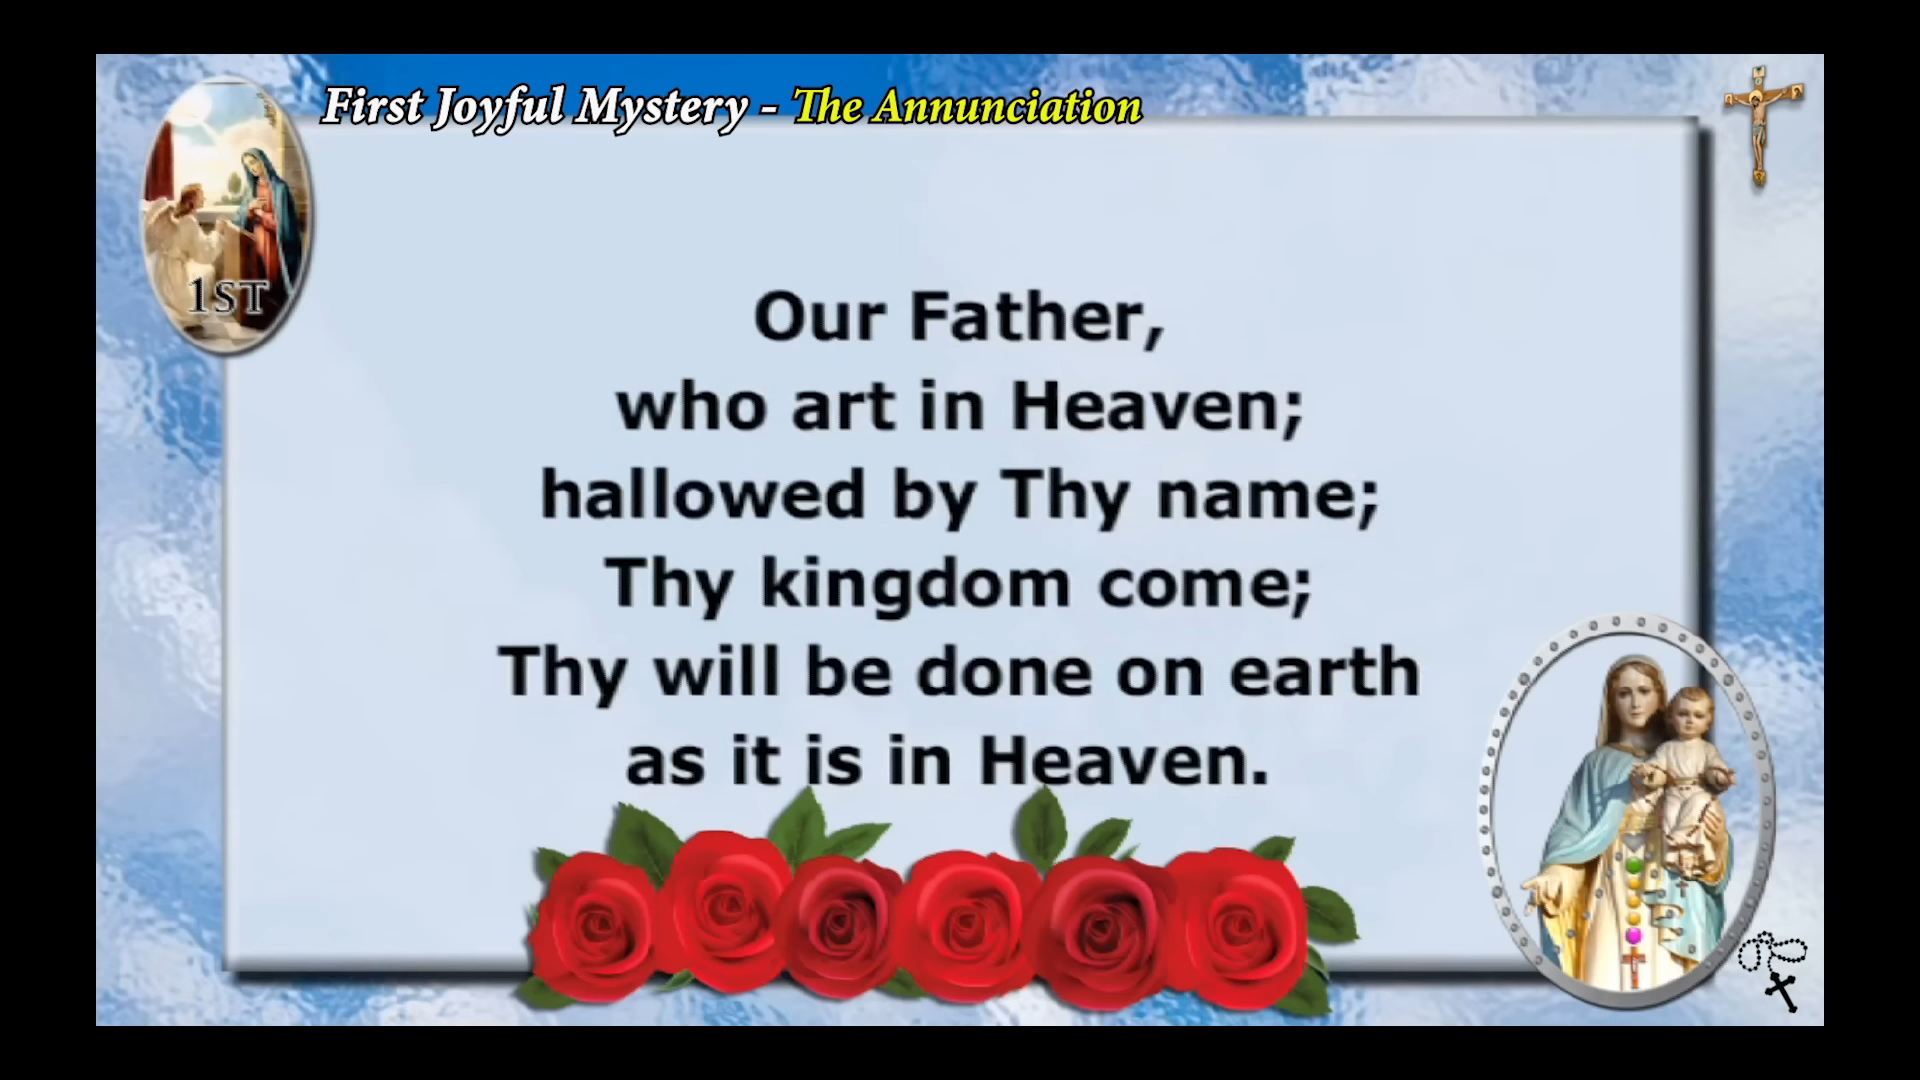 First Joyful Mystery - The Annunciation
1ST
Our Father,
who art in Heaven;
hallowed by Thy name;
Thy kingdom come;
Thy will be done on earth
as it is in Heaven.